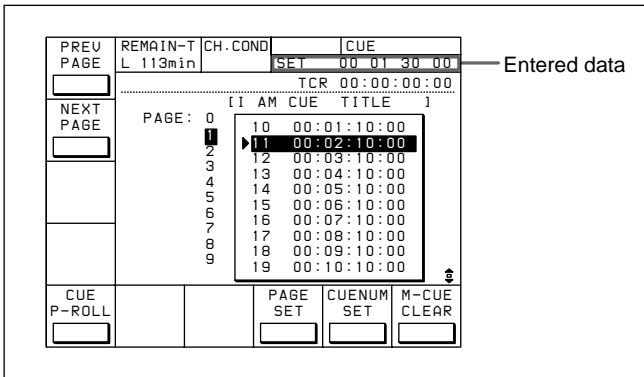 PREV PAGE
REMAIN-T
L 113min
CH.COND
CUE
SET 00 01 30 00
Entered data
TCR 00:00:00:00
[I AM CUE TITLE ]
NEXT PAGE
PAGE: 0
1
2
3
4
5
6
7
8
9
10 00:01:10:00
▶11 00:02:10:00
12 00:03:10:00
13 00:04:10:00
14 00:05:10:00
15 00:06:10:00
16 00:07:10:00
17 00:08:10:00
18 00:09:10:00
19 00:10:10:00
CUE P-ROLL
PAGE SET
CUENUM SET
M-CUE CLEAR